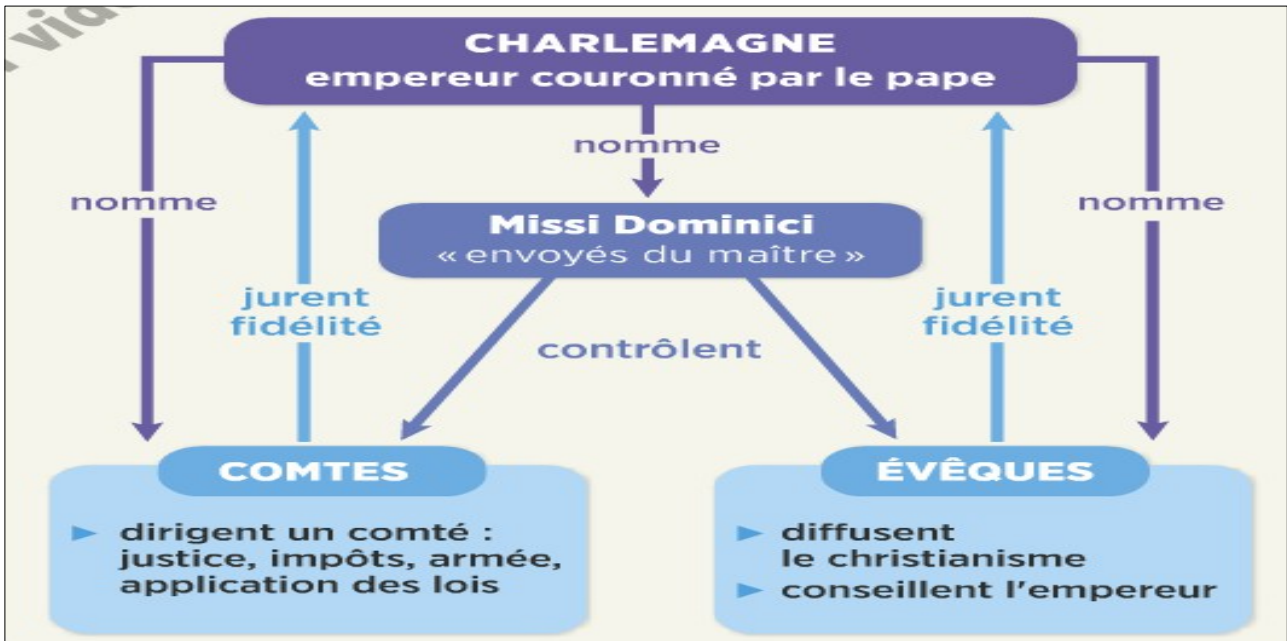 CHARLEMAGNE
empereur couronné par le pape
nomme
nomme
nomme
Missi Dominici
« envoyés du maître »
jurent
fidélité
contrôlent
jurent
fidélité
COMTES
► dirigent un comté :
justice, impôts, armée,
application des lois
ÉVÊQUES
► diffusent
le christianisme
► conseillent l'empereur